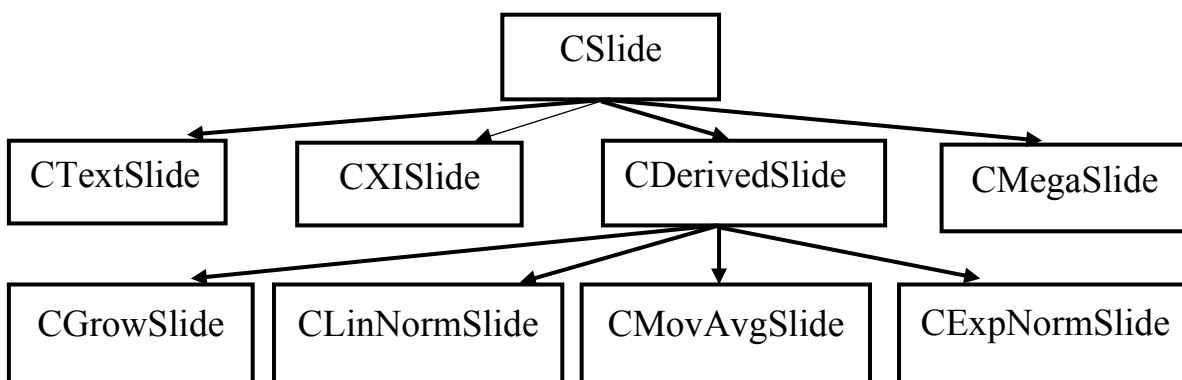 CSlide
CTextSlide
CXISlide
CDerivedSlide
CMegaSlide
CGrowSlide
CLinNormSlide
CMovAvgSlide
CExpNormSlide